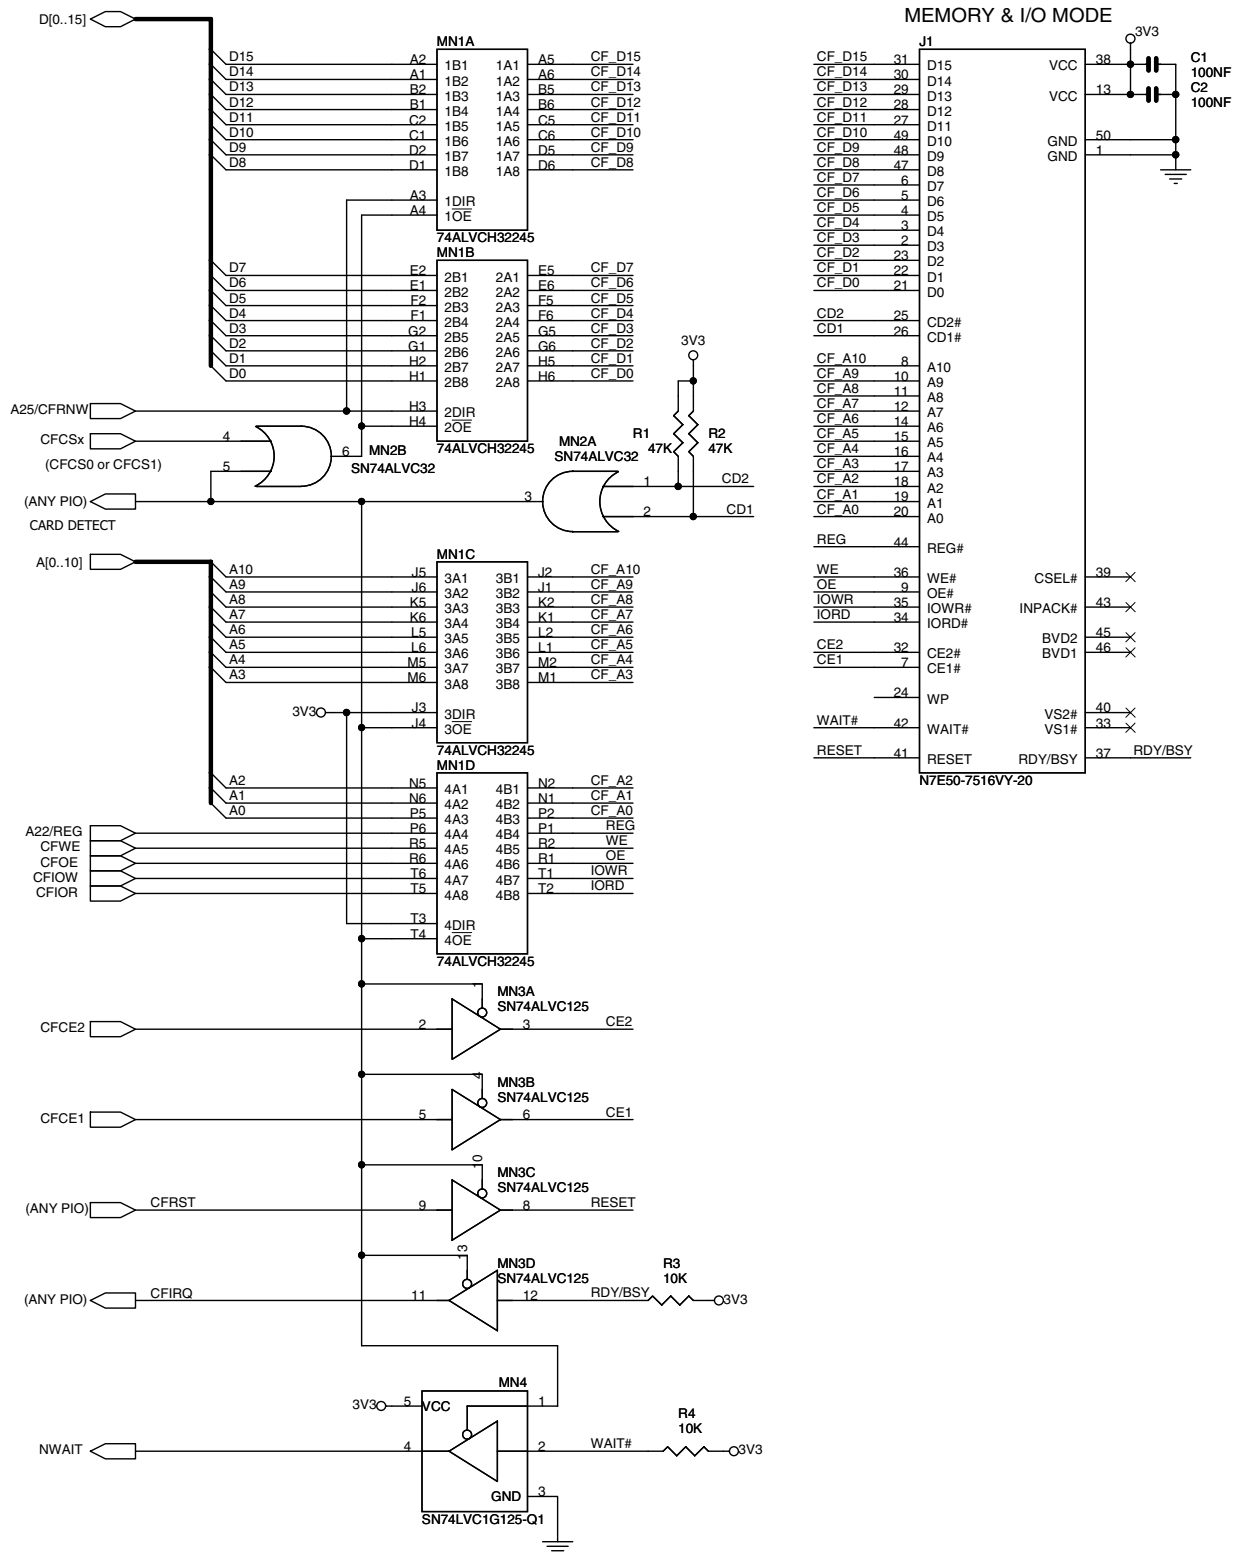 MEMORY & I/O MODE
D[0..15]
MN1A
D15 A2 1B1 1A1 A5 CF_D15
D14 A1 1B2 1A2 A6 CF_D14
D13 B2 1B3 1A3 B5 CF_D13
D12 B1 1B4 1A4 B6 CF_D12
D11 C2 1B5 1A5 C5 CF_D11
D10 C1 1B6 1A6 C6 CF_D10
D9 D2 1B7 1A7 D5 CF_D9
D8 D1 1B8 1A8 D6 CF_D8
A3 1DIR
A4 1OE
74ALVCH32245
MN1B
D7 E2 2B1 2A1 E5 CF_D7
D6 E1 2B2 2A2 E6 CF_D6
D5 F2 2B3 2A3 F5 CF_D5
D4 F1 2B4 2A4 F6 CF_D4
D3 G2 2B5 2A5 G5 CF_D3
D2 G1 2B6 2A6 G6 CF_D2
D1 H2 2B7 2A7 H5 CF_D1
D0 H1 2B8 2A8 H6 CF_D0
A25/CFRNW H3 2DIR
H4 2OE
74ALVCH32245
CFCSx 4
(CFCS0 or CFCS1) 5
6 MN2B
SN74ALVC32
3V3
R1
47K
R2
47K
MN2A
SN74ALVC32
1 CD2
2 CD1
3
(ANY PIO)
CARD DETECT
A[0..10]
MN1C
A10 J5 3A1 3B1 J2 CF_A10
A9 J6 3A2 3B2 J1 CF_A9
A8 K5 3A3 3B3 K2 CF_A8
A7 K6 3A4 3B4 K1 CF_A7
A6 L5 3A5 3B5 L2 CF_A6
A5 L6 3A6 3B6 L1 CF_A5
A4 M5 3A7 3B7 M2 CF_A4
A3 M6 3A8 3B8 M1 CF_A3
3V3 J3 3DIR
J4 3OE
74ALVCH32245
MN1D
A2 N5 4A1 4B1 N2 CF_A2
A1 N6 4A2 4B2 N1 CF_A1
A0 P5 4A3 4B3 P2 CF_A0
A22/REG P6 4A4 4B4 P1 REG
CFWE R5 4A5 4B5 R2 WE
CFOE R6 4A6 4B6 R1 OE
CFIOW T6 4A7 4B7 T1 IOWR
CFIOR T5 4A8 4B8 T2 IORD
T3 4DIR
T4 4OE
74ALVCH32245
1 MN3A
SN74ALVC125
CFCE2 2 3 CE2
4 MN3B
SN74ALVC125
CFCE1 5 6 CE1
10 MN3C
SN74ALVC125
(ANY PIO) CFRST 9 8 RESET
13 MN3D
SN74ALVC125
R3
10K
(ANY PIO) CFIRQ 11 12 RDY/BSY 3V3
MN4
3V3 5 VCC 1
R4
10K
NWAIT 4 2 WAIT# 3V3
GND 3
SN74LVC1G125-Q1
J1
3V3
CF_D15 31 D15
CF_D14 30 D14
CF_D13 29 D13
CF_D12 28 D12
CF_D11 27 D11
CF_D10 49 D10
CF_D9 48 D9
CF_D8 47 D8
CF_D7 6 D7
CF_D6 5 D6
CF_D5 4 D5
CF_D4 3 D4
CF_D3 2 D3
CF_D2 23 D2
CF_D1 22 D1
CF_D0 21 D0
CD2 25 CD2#
CD1 26 CD1#
CF_A10 8 A10
CF_A9 10 A9
CF_A8 11 A8
CF_A7 12 A7
CF_A6 14 A6
CF_A5 15 A5
CF_A4 16 A4
CF_A3 17 A3
CF_A2 18 A2
CF_A1 19 A1
CF_A0 20 A0
REG 44 REG#
WE 36 WE#
OE 9 OE#
IOWR 35 IOWR#
IORD 34 IORD#
CE2 32 CE2#
CE1 7 CE1#
24 WP
WAIT# 42 WAIT#
RESET 41 RESET
VCC 38
C1
100NF
VCC 13
C2
100NF
GND 50
GND 1
CSEL# 39
INPACK# 43
BVD2 45
BVD1 46
VS2# 40
VS1# 33
RDY/BSY 37 RDY/BSY
N7E50-7516VY-20